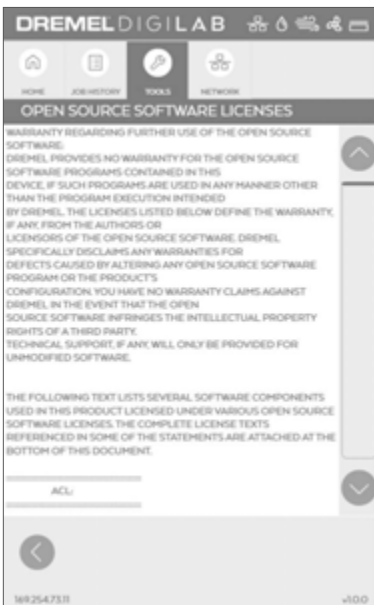 DREMEL DIGILAB
HOME
JOB HISTORY
TOOLS
NETWORK
OPEN SOURCE SOFTWARE LICENSES
WARRANTY REGARDING FURTHER USE OF THE OPEN SOURCE
SOFTWARE:
DREMEL PROVIDES NO WARRANTY FOR THE OPEN SOURCE
SOFTWARE PROGRAMS CONTAINED IN THIS
DEVICE, IF SUCH PROGRAMS ARE USED IN ANY MANNER OTHER
THAN THE PROGRAM EXECUTION INTENDED
BY DREMEL. THE LICENSES LISTED BELOW DEFINE THE WARRANTY,
IF ANY, FROM THE AUTHORS OR
LICENSORS OF THE OPEN SOURCE SOFTWARE. DREMEL
SPECIFICALLY DISCLAIMS ANY WARRANTIES FOR
DEFECTS CAUSED BY ALTERING ANY OPEN SOURCE SOFTWARE
PROGRAM OR THE PRODUCT'S
CONFIGURATION. YOU HAVE NO WARRANTY CLAIMS AGAINST
DREMEL IN THE EVENT THAT THE OPEN
SOURCE SOFTWARE INFRINGES THE INTELLECTUAL PROPERTY
RIGHTS OF A THIRD PARTY.
TECHNICAL SUPPORT, IF ANY, WILL ONLY BE PROVIDED FOR
UNMODIFIED SOFTWARE.
THE FOLLOWING TEXT LISTS SEVERAL SOFTWARE COMPONENTS
USED IN THIS PRODUCT LICENSED UNDER VARIOUS OPEN SOURCE
SOFTWARE LICENSES. THE COMPLETE LICENSE TEXTS
REFERENCED IN SOME OF THE STATEMENTS ARE ATTACHED AT THE
BOTTOM OF THIS DOCUMENT.
ACL:
169.254.73.11
v1.0.0